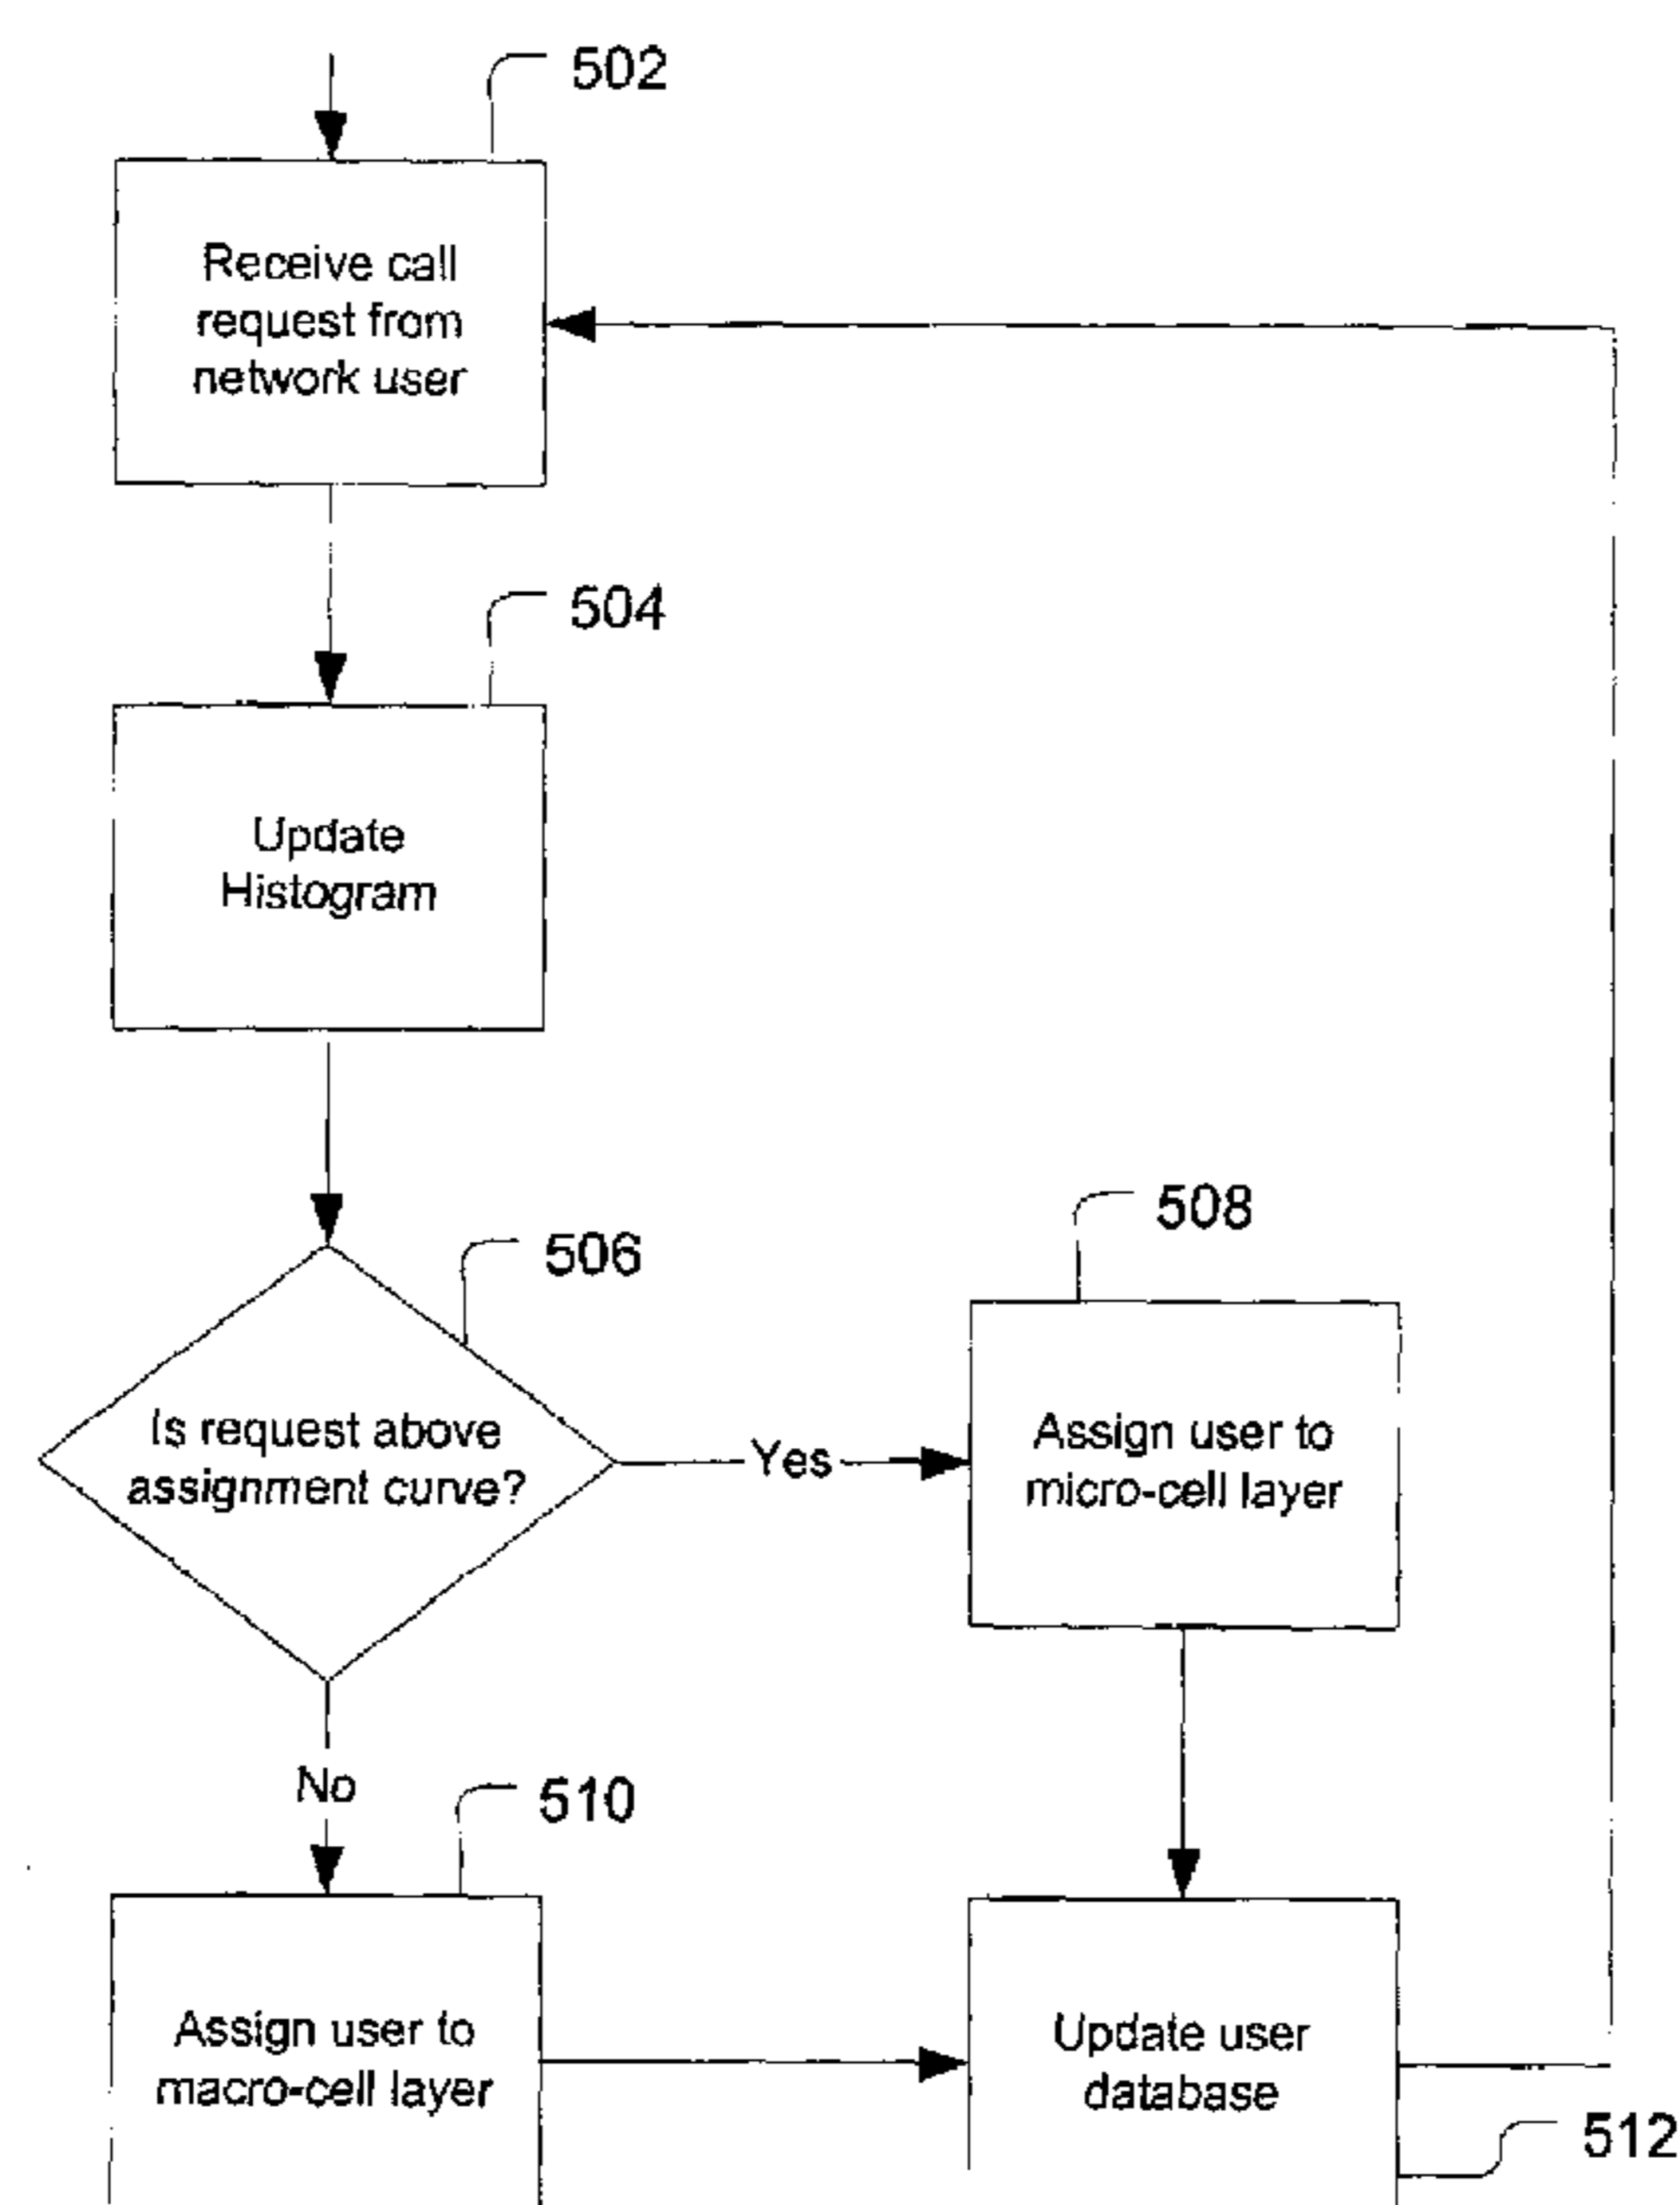 502
Receive call
request from
network user
504
Update
Histogram
506
Is request above
assignment curve?
Yes
508
Assign user to
micro-cell layer
No
510
Assign user to
macro-cell layer
Update user
database
512